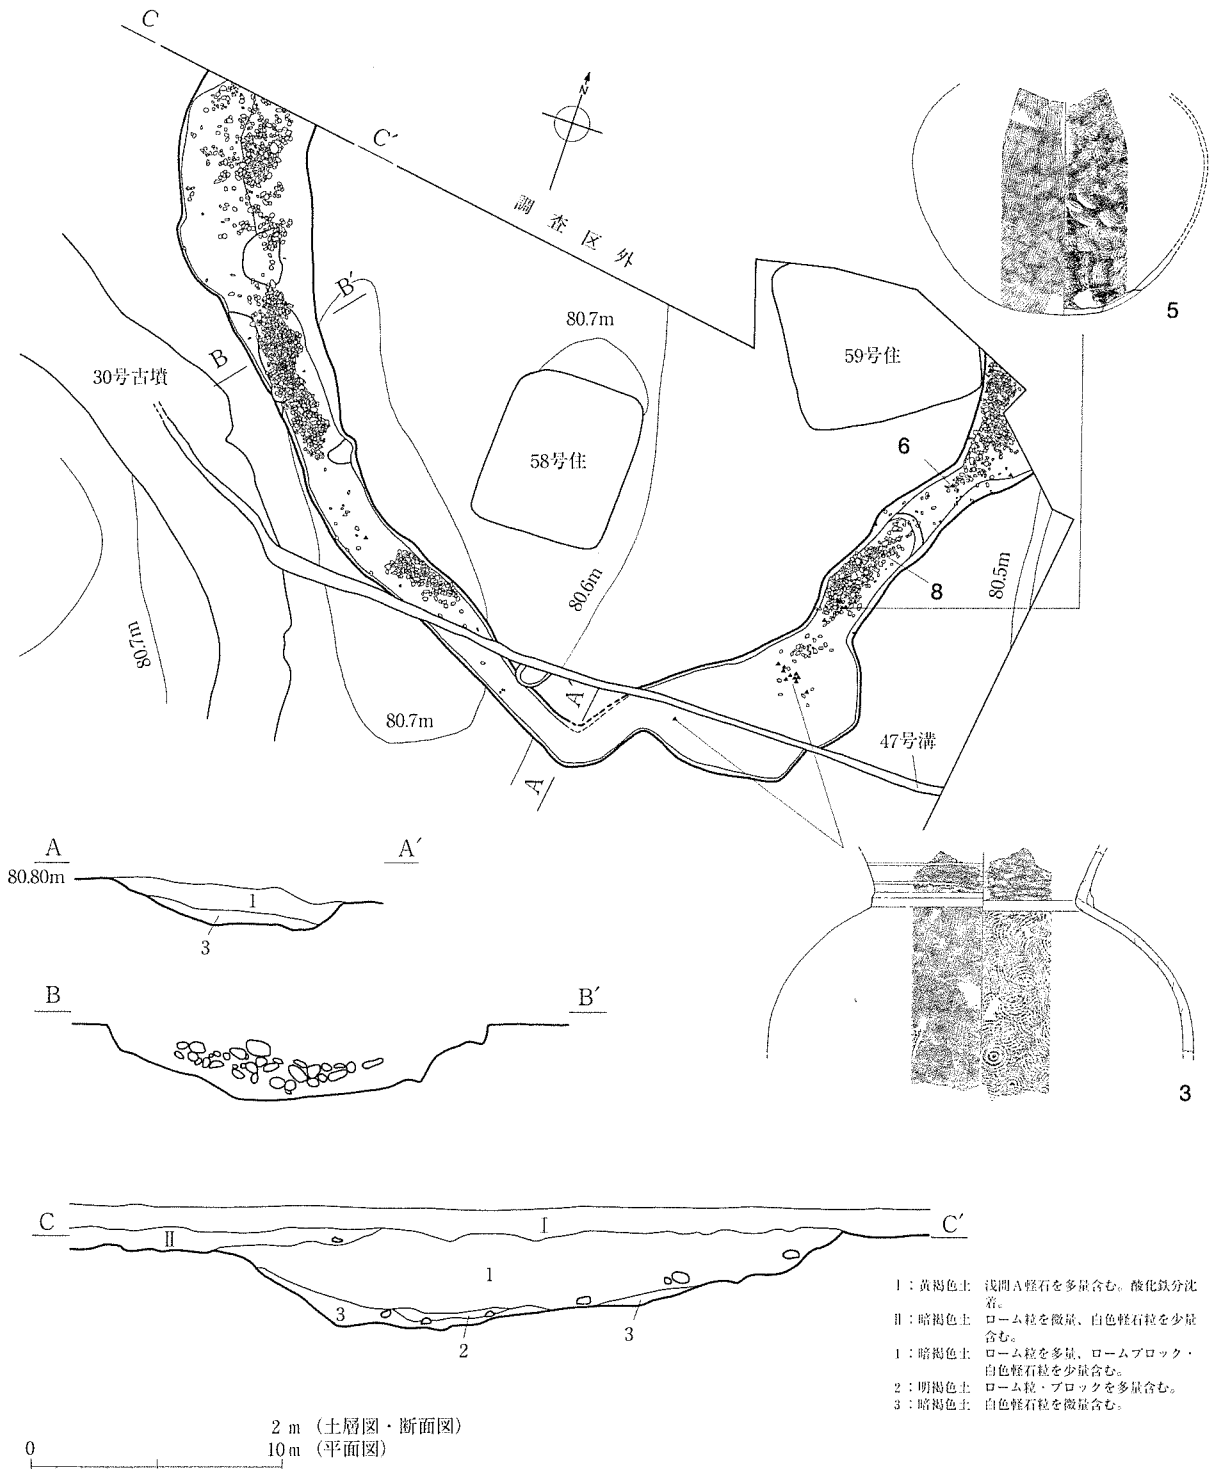 C
N
C′
調査区外
5
B′
80.7m
59号住
B
30号古墳
6
58号住
80.6m
80.5m
8
80.7m
A′
80.7m
47号溝
A
A
A′
80.80m
1
3
B
B′
3
C
Ⅱ
Ⅰ
C′
1
3
3
2
Ⅰ：黄褐色土 浅間A軽石を多量含む。酸化鉄分沈
着。
Ⅱ：暗褐色土 ローム粒を微量、白色軽石粒を少量
含む。
1：暗褐色土 ローム粒を多量、ロームブロック・
白色軽石粒を少量含む。
2：明褐色土 ローム粒・ブロックを多量含む。
3：暗褐色土 白色軽石粒を微量含む。
2m（土層図・断面図）
0 10m（平面図）